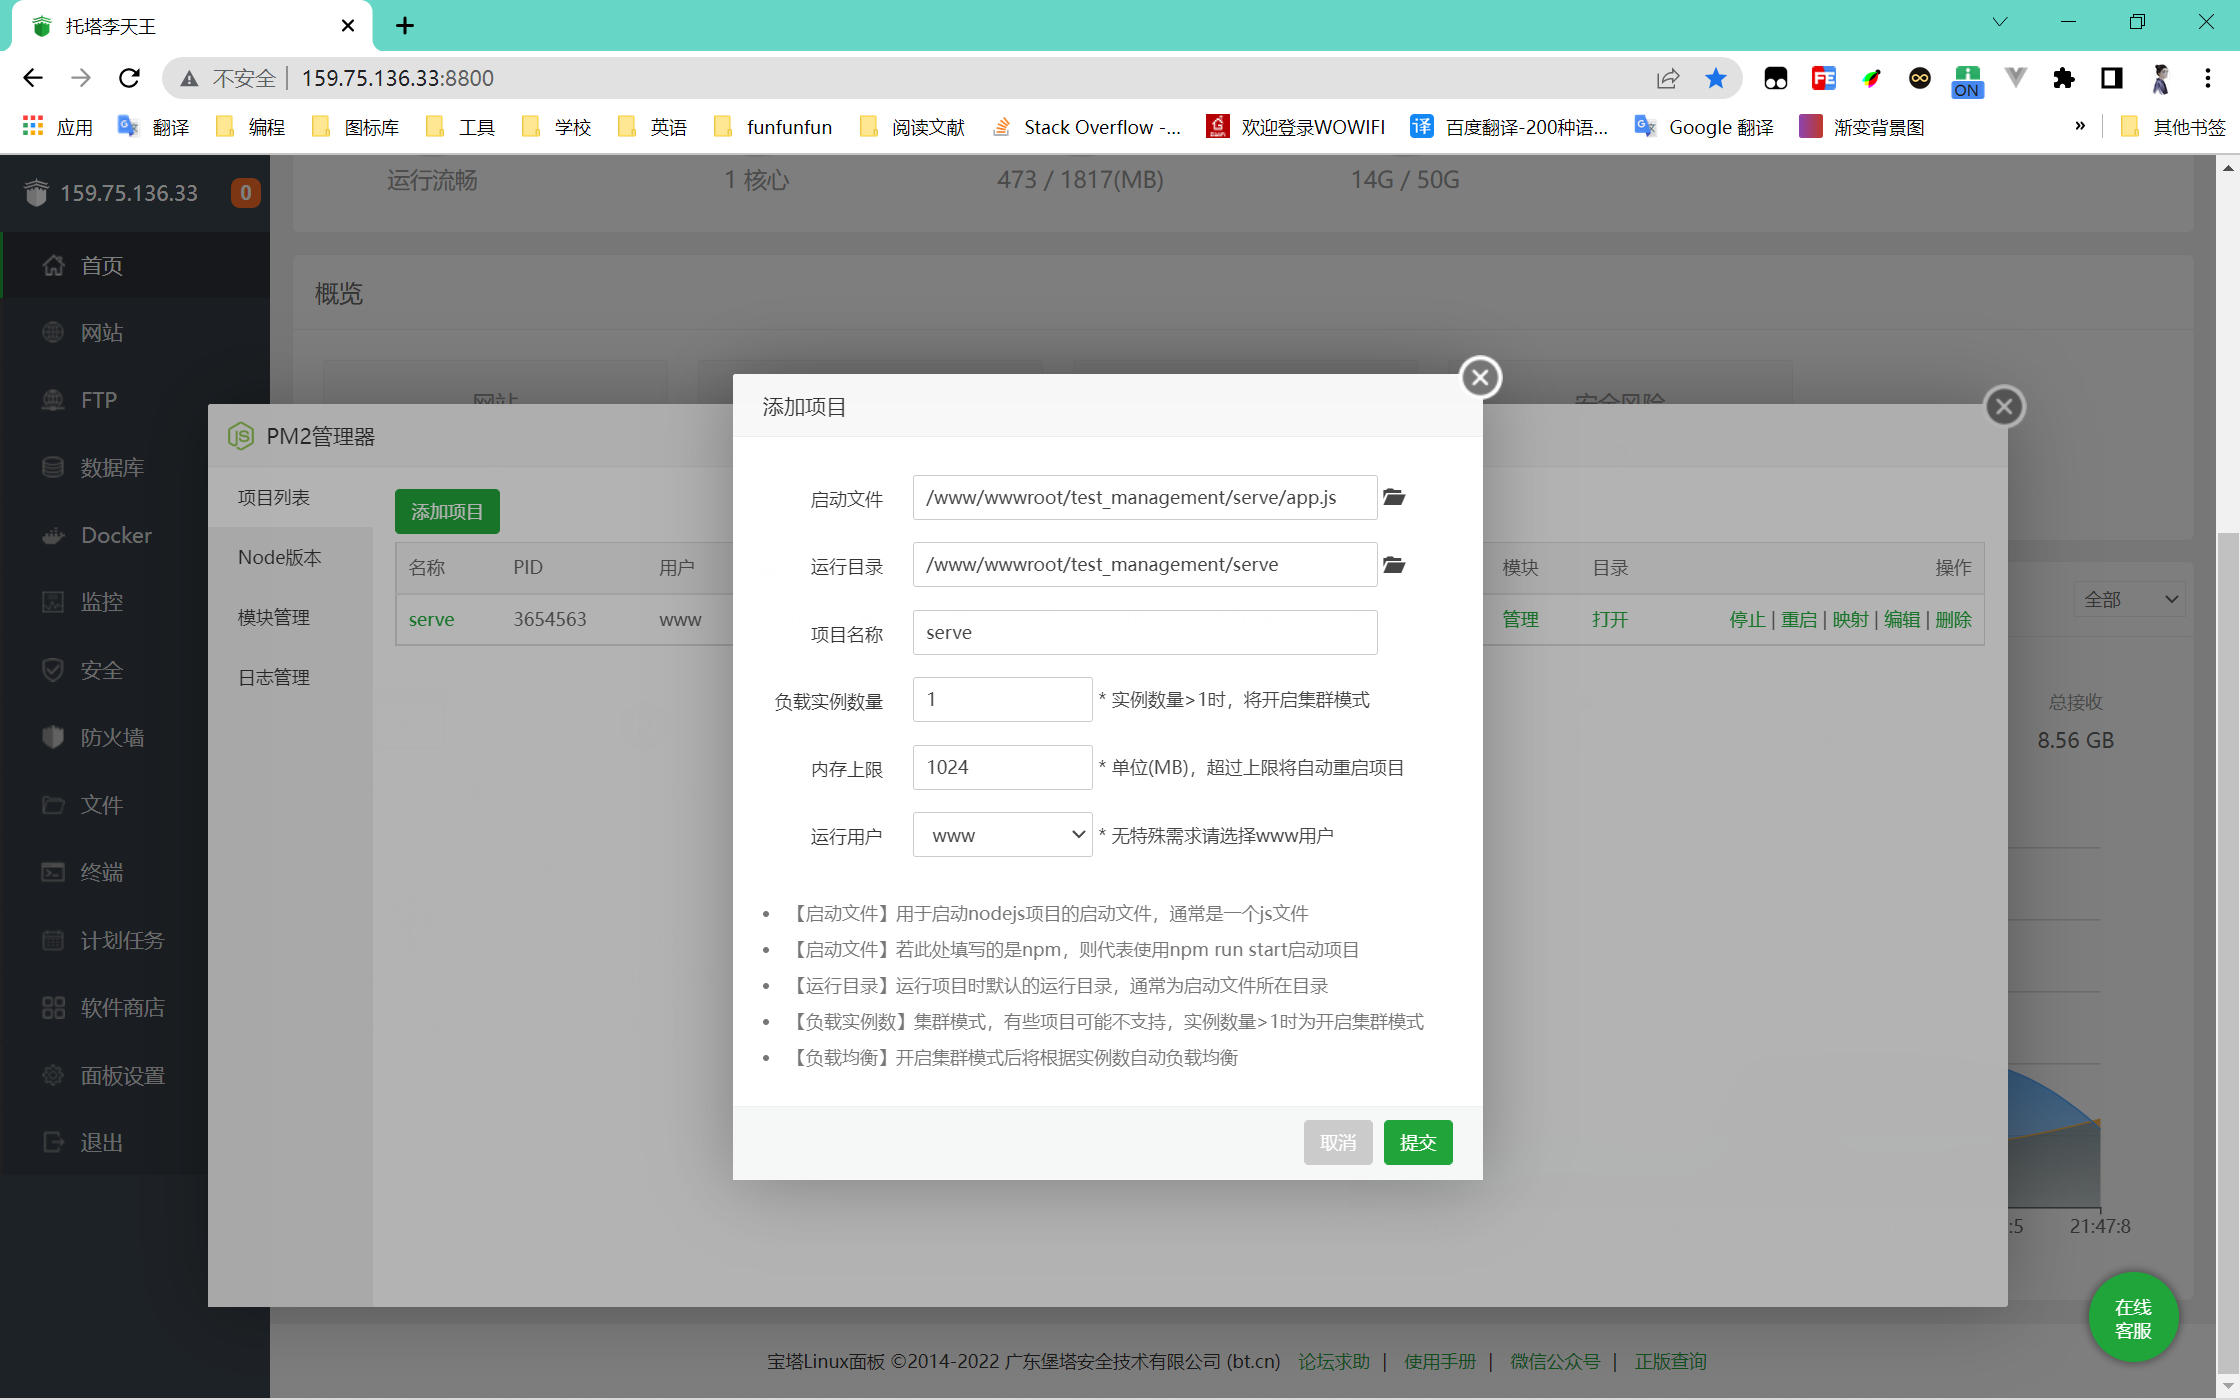 托塔李天王
不安全 159.75.136.33:8800
ON
应用 翻译 编程 图标库 工具 学校 英语 funfunfun 阅读文献 Stack Overflow -... 欢迎登录WOWIFI 百度翻译-200种语... Google 翻译 渐变背景图 » 其他书签
159.75.136.33 0
运行流畅 1 核心 473 / 1817(MB) 14G / 50G
首页
网站
FTP
数据库
Docker
监控
安全
防火墙
文件
终端
计划任务
软件商店
面板设置
退出
概览
网站 安全风险
全部
总接收
8.56 GB
:5 21:47:8
PM2管理器
项目列表
Node版本
模块管理
日志管理
添加项目
名称 PID 用户 模块 目录 操作
serve 3654563 www 管理 打开 停止 | 重启 | 映射 | 编辑 | 删除
添加项目
启动文件 /www/wwwroot/test_management/serve/app.js
运行目录 /www/wwwroot/test_management/serve
项目名称 serve
负载实例数量 1 * 实例数量>1时，将开启集群模式
内存上限 1024 * 单位(MB)，超过上限将自动重启项目
运行用户 www * 无特殊需求请选择www用户
• 【启动文件】用于启动nodejs项目的启动文件，通常是一个js文件
• 【启动文件】若此处填写的是npm，则代表使用npm run start启动项目
• 【运行目录】运行项目时默认的运行目录，通常为启动文件所在目录
• 【负载实例数】集群模式，有些项目可能不支持，实例数量>1时为开启集群模式
• 【负载均衡】开启集群模式后将根据实例数自动负载均衡
取消 提交
在线
客服
宝塔Linux面板 ©2014-2022 广东堡塔安全技术有限公司 (bt.cn) 论坛求助 | 使用手册 | 微信公众号 | 正版查询